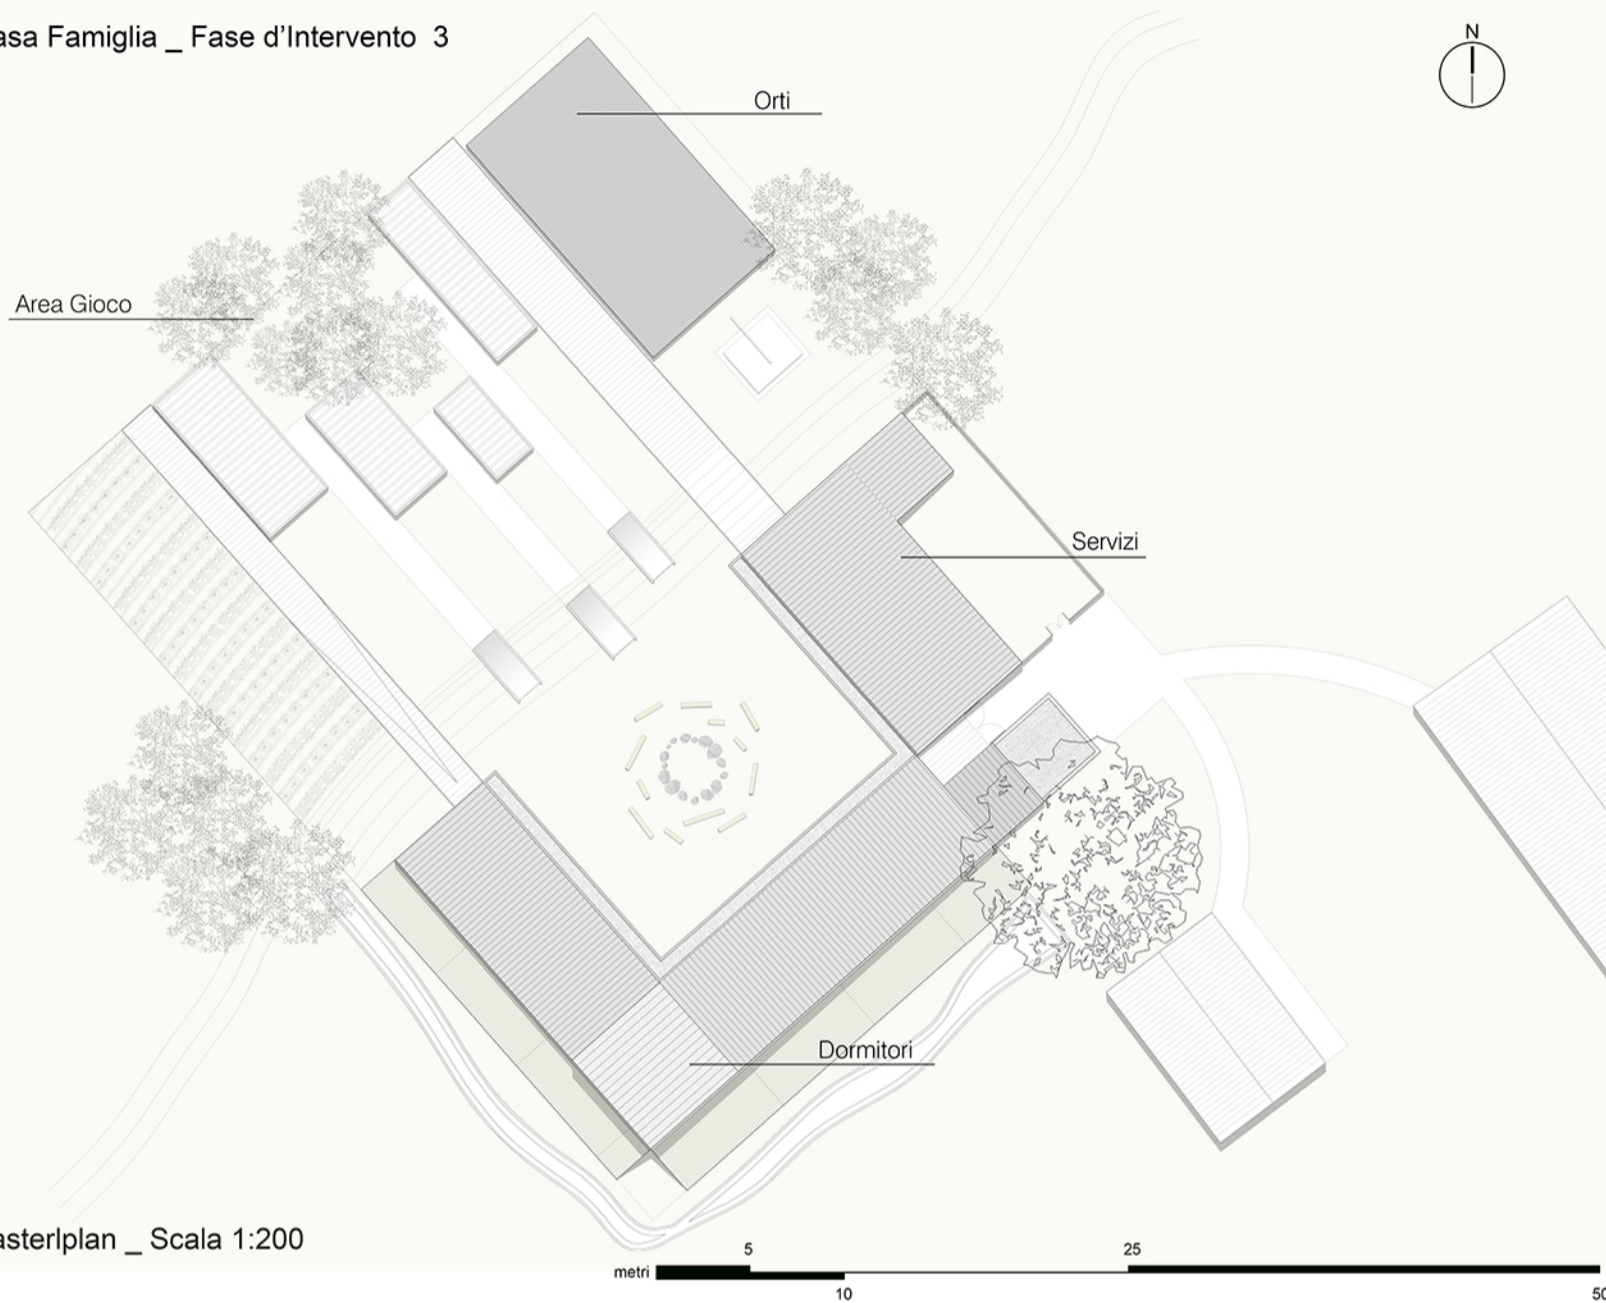 asa Famiglia _ Fase d'Intervento 3
N
Orti
Area Gioco
Servizi
Dormitori
asterlplan _ Scala 1:200
5
25
metri
10
50